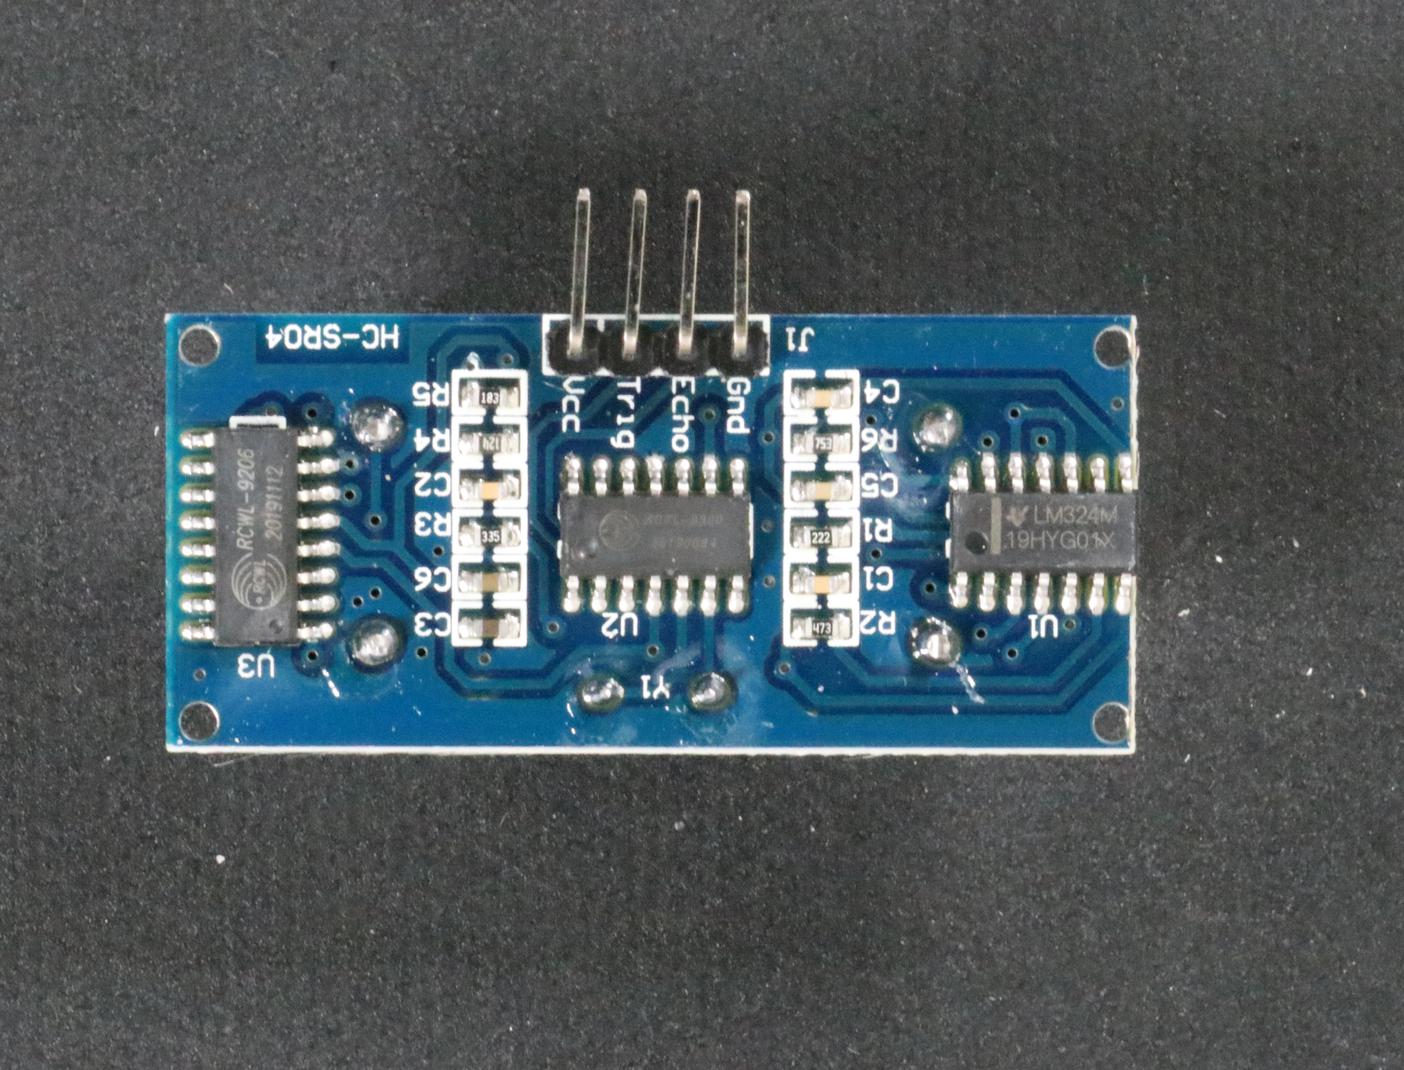 HC-SR04
J1
Vcc
Trig
Echo
Gnd
R5
103
R4
C2
R3
335
C6
C3
C4
R6
753
C5
R1
222
C1
R2
473
RCWL-9206
20191112
RCWL
U3
U2
Y1
LM324M
19HYG01X
U1